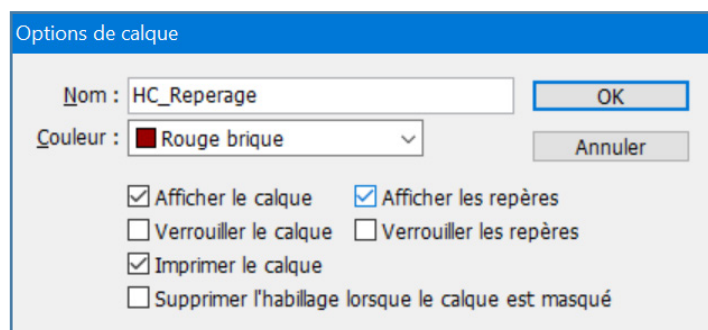 Options de calque
Nom : HC_Reperage OK
Couleur : Rouge brique Annuler
Afficher le calque Afficher les repères
Verrouiller le calque Verrouiller les repères
Imprimer le calque
Supprimer l'habillage lorsque le calque est masqué